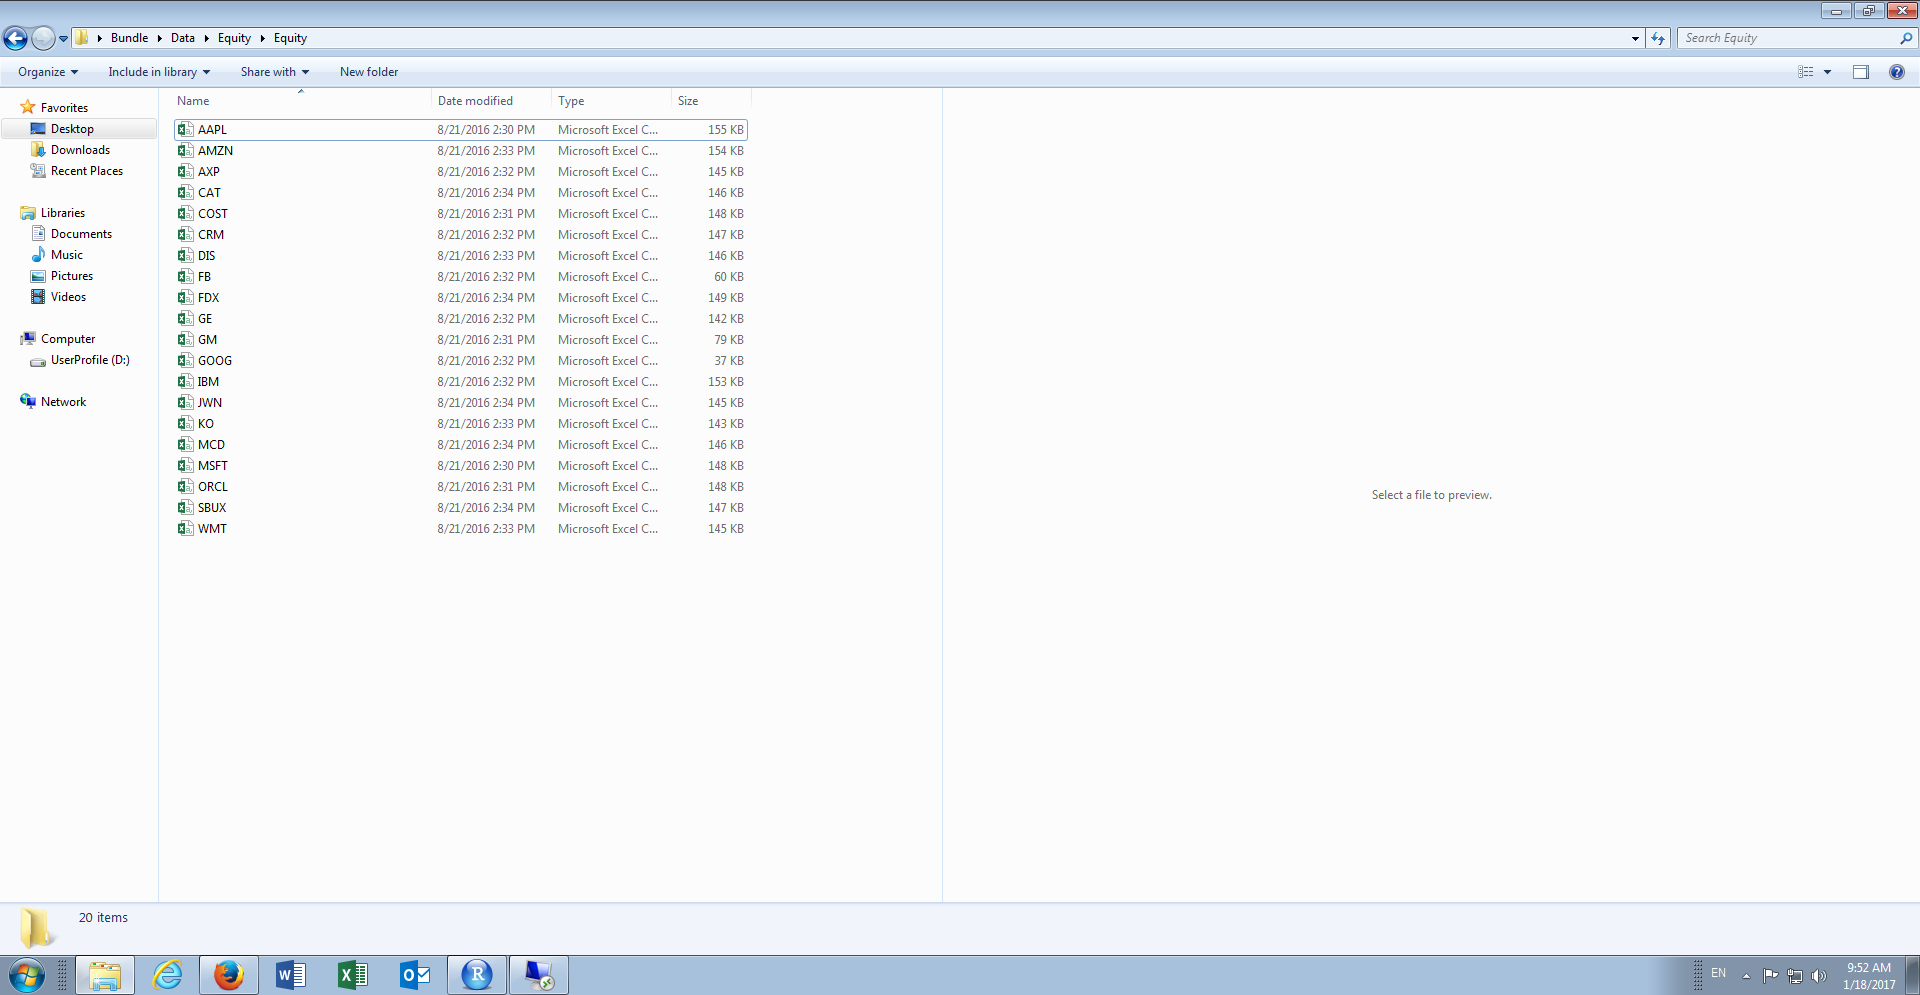 Bundle Data Equity Equity Search Equity
Organize Include in library Share with New folder
Favorites
Desktop
Downloads
Recent Places
Libraries
Documents
Music
Pictures
Videos
Computer
UserProfile (D:)
Network
Name Date modified Type Size
AAPL 8/21/2016 2:30 PM Microsoft Excel C... 155 KB
AMZN 8/21/2016 2:33 PM Microsoft Excel C... 154 KB
AXP 8/21/2016 2:32 PM Microsoft Excel C... 145 KB
CAT 8/21/2016 2:34 PM Microsoft Excel C... 146 KB
COST 8/21/2016 2:31 PM Microsoft Excel C... 148 KB
CRM 8/21/2016 2:32 PM Microsoft Excel C... 147 KB
DIS 8/21/2016 2:33 PM Microsoft Excel C... 146 KB
FB 8/21/2016 2:32 PM Microsoft Excel C... 60 KB
FDX 8/21/2016 2:34 PM Microsoft Excel C... 149 KB
GE 8/21/2016 2:32 PM Microsoft Excel C... 142 KB
GM 8/21/2016 2:31 PM Microsoft Excel C... 79 KB
GOOG 8/21/2016 2:32 PM Microsoft Excel C... 37 KB
IBM 8/21/2016 2:32 PM Microsoft Excel C... 153 KB
JWN 8/21/2016 2:34 PM Microsoft Excel C... 145 KB
KO 8/21/2016 2:33 PM Microsoft Excel C... 143 KB
MCD 8/21/2016 2:34 PM Microsoft Excel C... 146 KB
MSFT 8/21/2016 2:30 PM Microsoft Excel C... 148 KB
ORCL 8/21/2016 2:31 PM Microsoft Excel C... 148 KB
SBUX 8/21/2016 2:34 PM Microsoft Excel C... 147 KB
WMT 8/21/2016 2:33 PM Microsoft Excel C... 145 KB
Select a file to preview.
20 items
EN
9:52 AM
1/18/2017